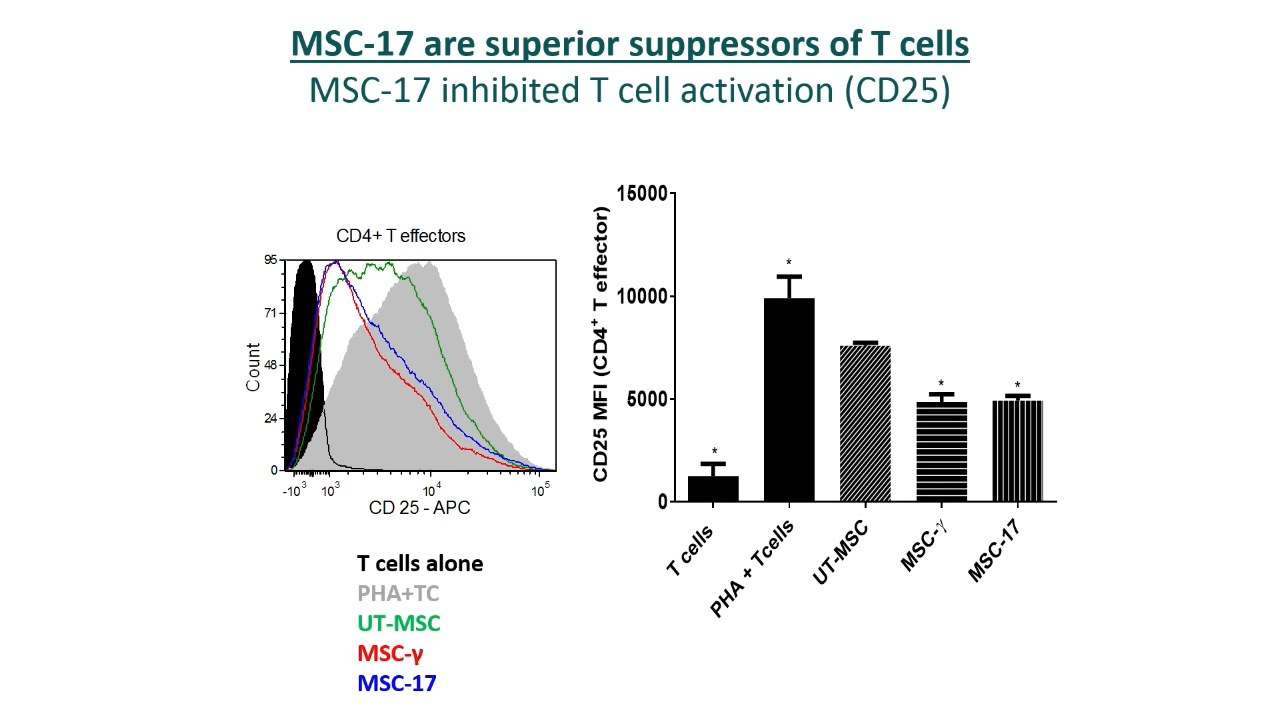 MSC-17 are superior suppressors of T cells
MSC-17 inhibited T cell activation (CD25)
CD4+ T effectors
95
71
48
24
0
Count
-10³ 10³ 10⁴ 10⁵
CD 25 - APC
T cells alone
PHA+TC
UT-MSC
MSC-γ
MSC-17
CD25 MFI (CD4⁺ T effector)
15000
10000
5000
0
*
*
*
*
T cells
PHA + Tcells
UT-MSC
MSC-γ
MSC-17